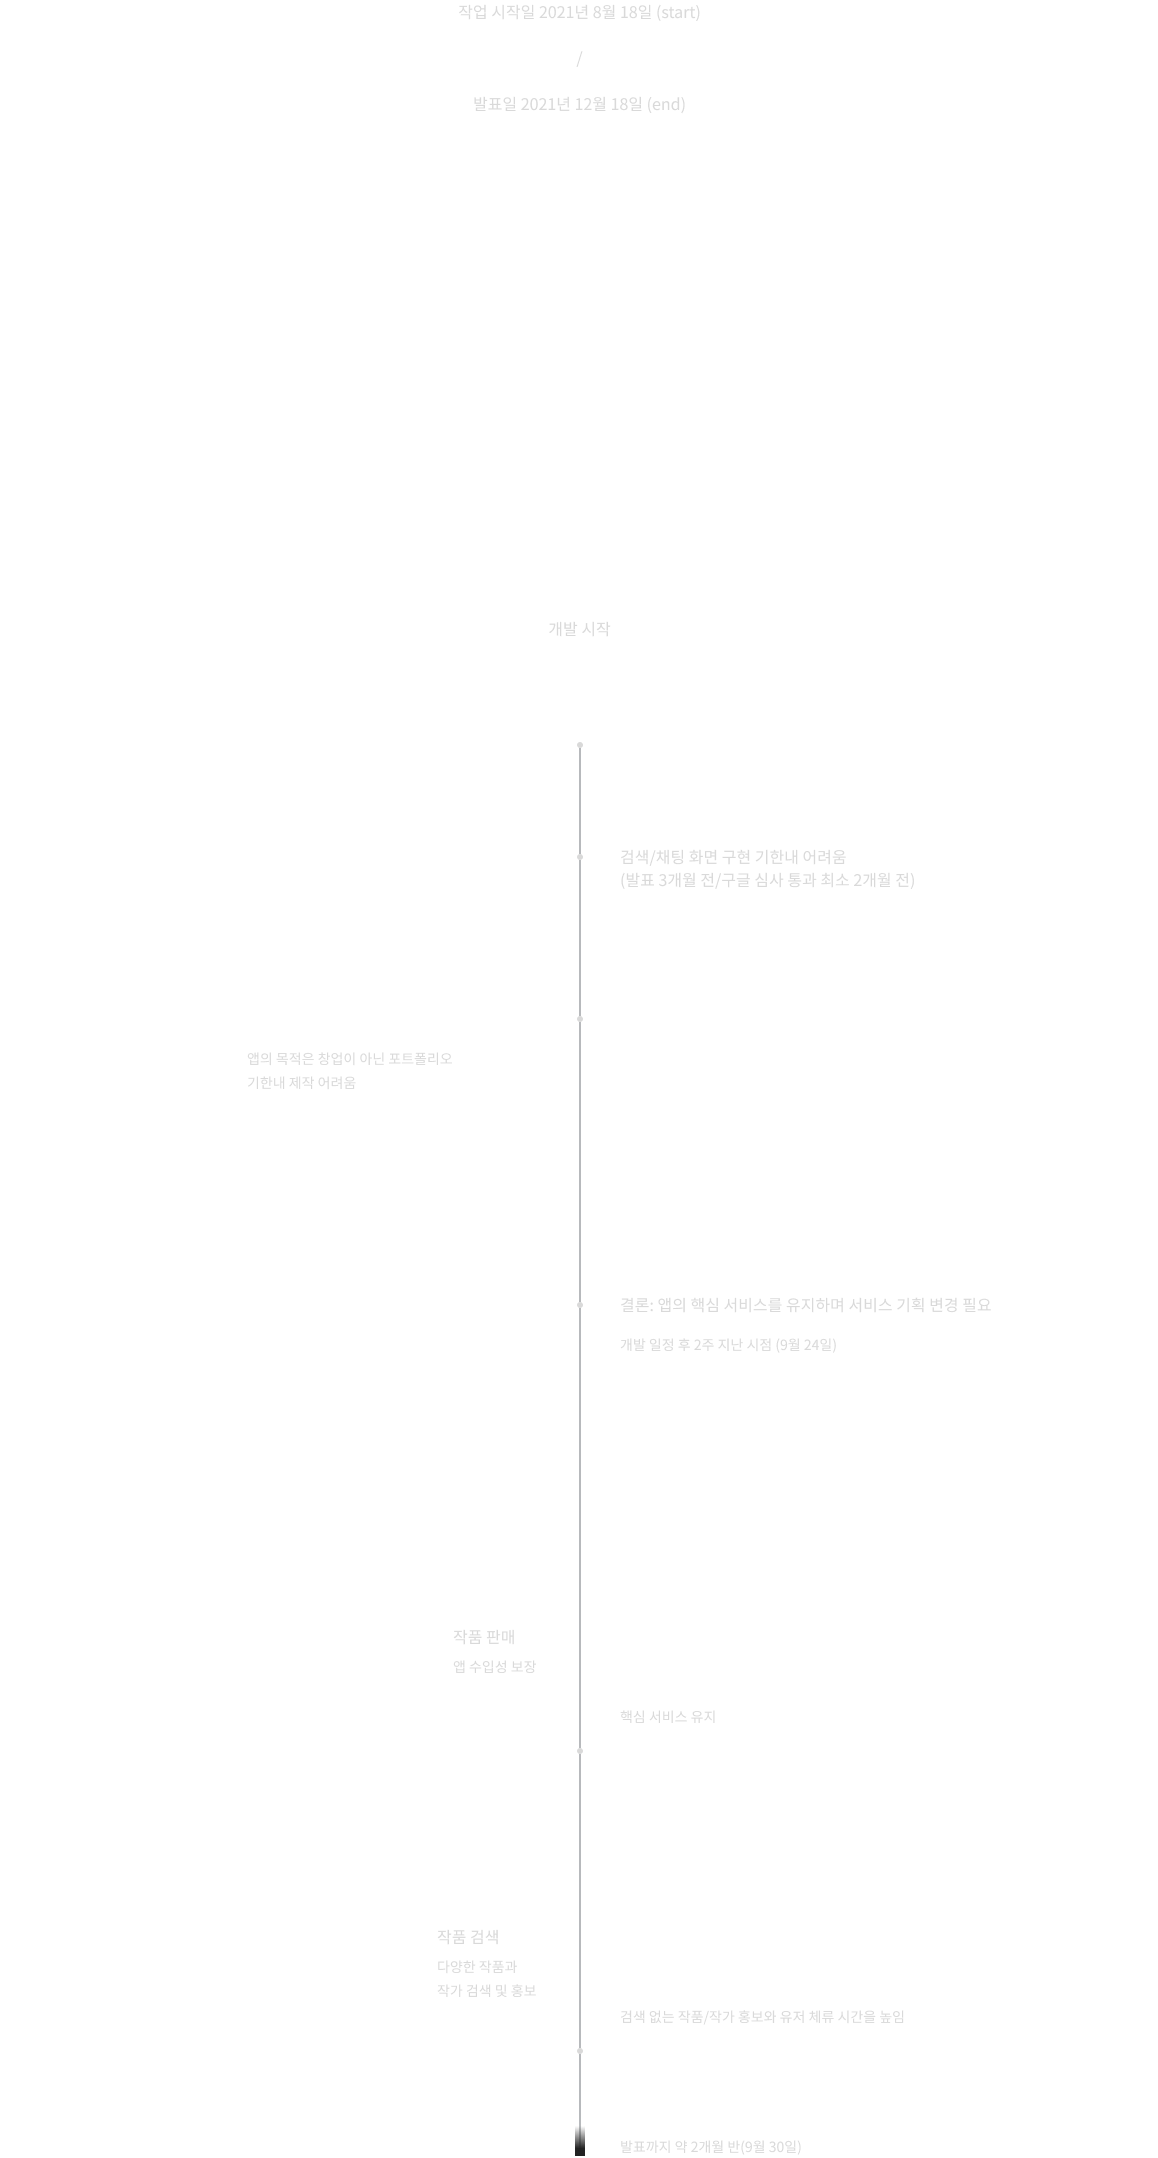 작업 시작일 2021년 8월 18일 (start)
/
발표일 2021년 12월 18일 (end)
개발 시작
검색/채팅 화면 구현 기한내 어려움
(발표 3개월 전/구글 심사 통과 최소 2개월 전)
앱의 목적은 창업이 아닌 포트폴리오
기한내 제작 어려움
결론: 앱의 핵심 서비스를 유지하며 서비스 기획 변경 필요
개발 일정 후 2주 지난 시점 (9월 24일)
작품 판매
앱 수입성 보장
핵심 서비스 유지
작품 검색
다양한 작품과
작가 검색 및 홍보
검색 없는 작품/작가 홍보와 유저 체류 시간을 높임
발표까지 약 2개월 반(9월 30일)